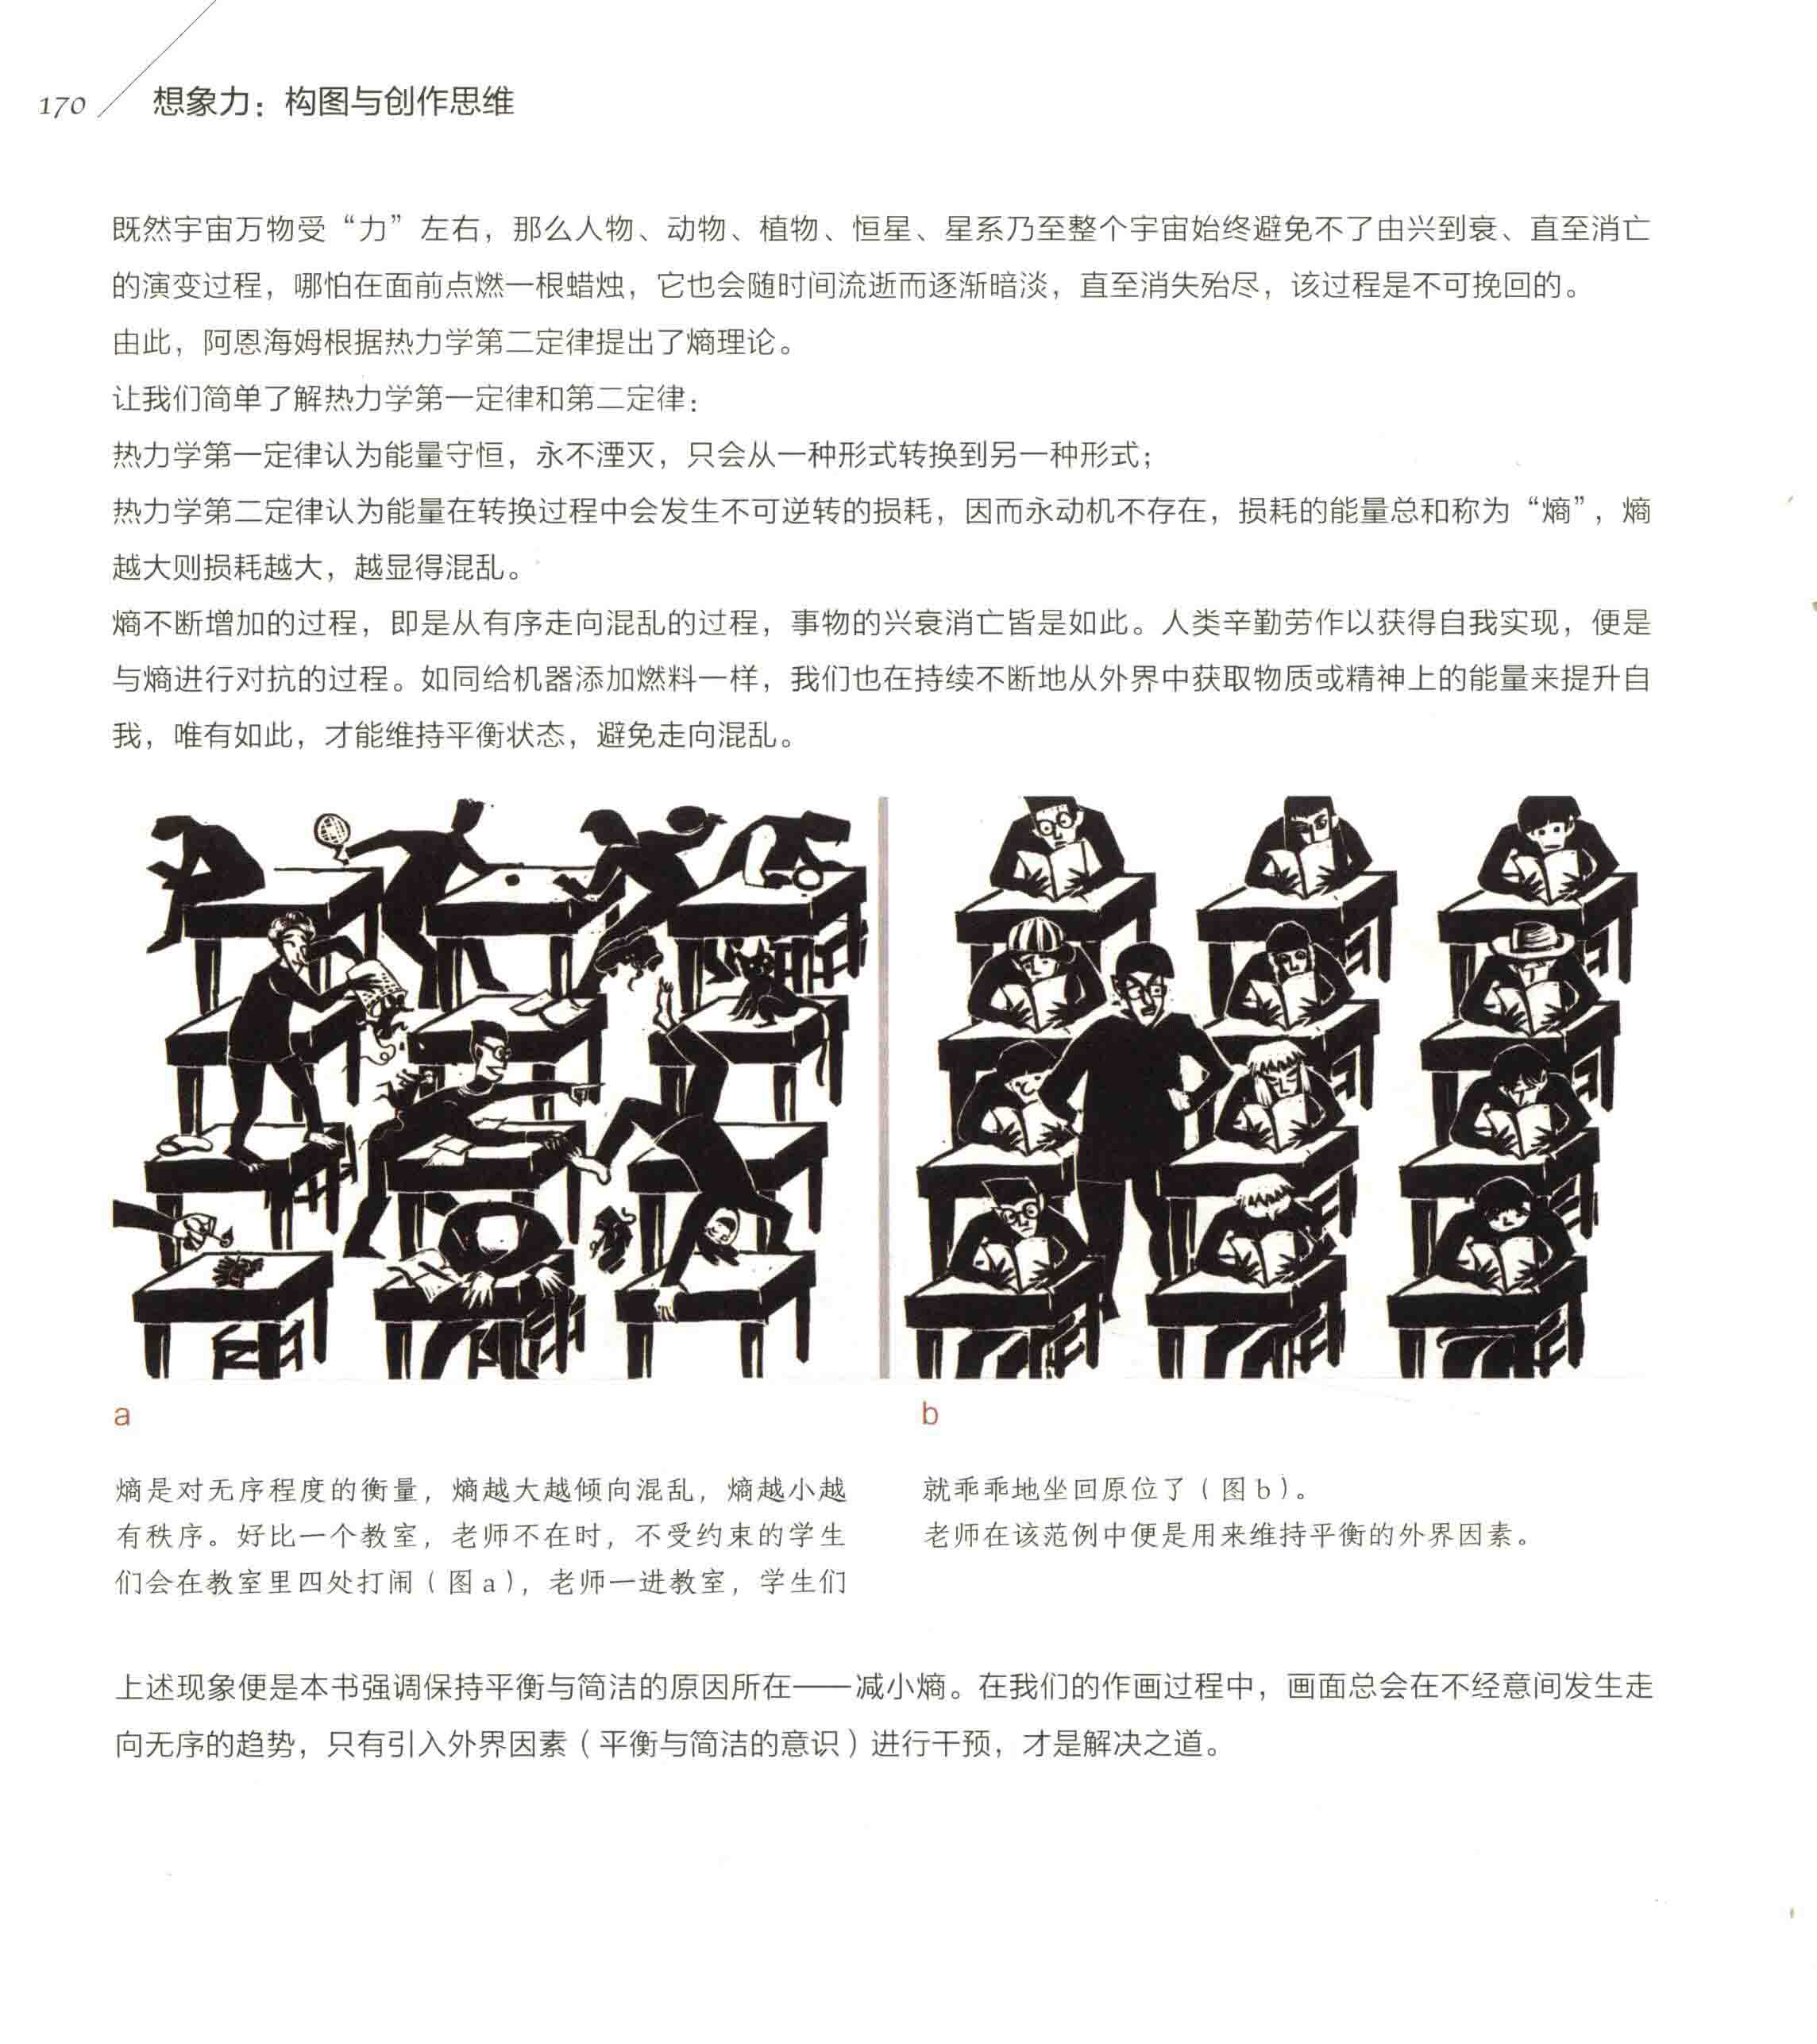 170
想象力：构图与创作思维
既然宇宙万物受“力”左右，那么人物、动物、植物、恒星、星系乃至整个宇宙始终避免不了由兴到衰、直至消亡
的演变过程，哪怕在面前点燃一根蜡烛，它也会随时间流逝而逐渐暗淡，直至消失殆尽，该过程是不可挽回的。
由此，阿恩海姆根据热力学第二定律提出了熵理论。
让我们简单了解热力学第一定律和第二定律：
热力学第一定律认为能量守恒，永不湮灭，只会从一种形式转换到另一种形式；
热力学第二定律认为能量在转换过程中会发生不可逆转的损耗，因而永动机不存在，损耗的能量总和称为“熵”，熵
越大则损耗越大，越显得混乱。
熵不断增加的过程，即是从有序走向混乱的过程，事物的兴衰消亡皆是如此。人类辛勤劳作以获得自我实现，便是
与熵进行对抗的过程。如同给机器添加燃料一样，我们也在持续不断地从外界中获取物质或精神上的能量来提升自
我，唯有如此，才能维持平衡状态，避免走向混乱。
a
熵是对无序程度的衡量，熵越大越倾向混乱，熵越小越
有秩序。好比一个教室，老师不在时，不受约束的学生
们会在教室里四处打闹（图a），老师一进教室，学生们
b
就乖乖地坐回原位了（图b）。
老师在该范例中便是用来维持平衡的外界因素。
上述现象便是本书强调保持平衡与简洁的原因所在——减小熵。在我们的作画过程中，画面总会在不经意间发生走
向无序的趋势，只有引入外界因素（平衡与简洁的意识）进行干预，才是解决之道。